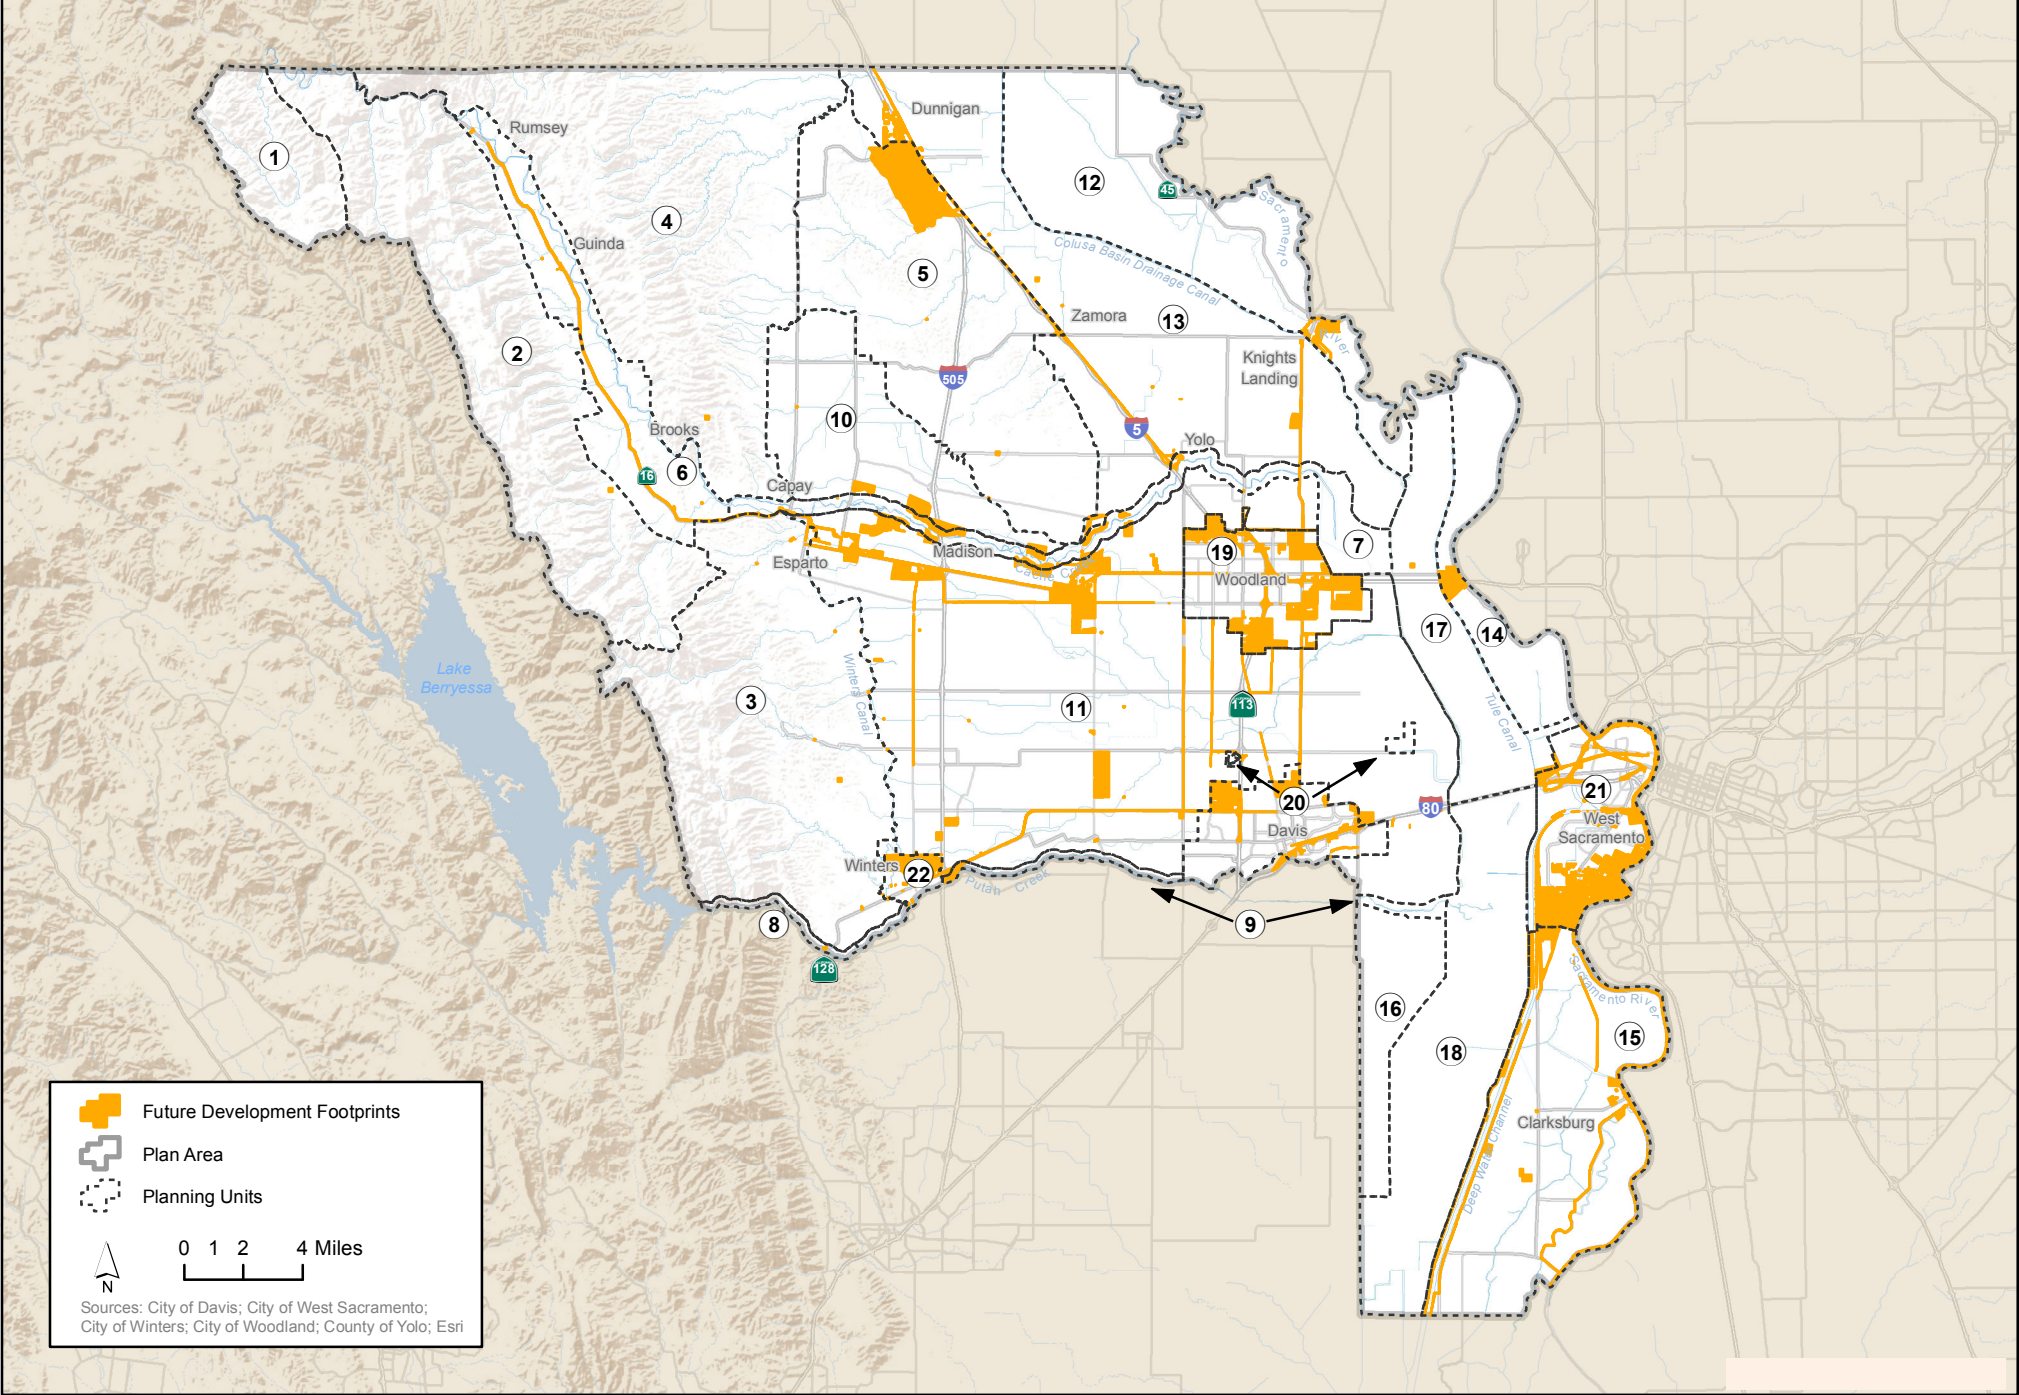 Dunnigan
Rumsey
1
12
45
4
Sacramento
Guinda
Colusa Basin Drainage Canal
5
Zamora
13
River
2
Knights
Landing
505
10
5
Brooks
Yolo
6
16
Capay
19
7
Madison
Esparto
Cache Creek
Woodland
17
14
Lake
Berryessa
Winters Canal
3
11
113
Tule Canal
20
21
80
West
Sacramento
Davis
Winters
22
Putah Creek
8
9
128
Sacramento River
16
15
18
Clarksburg
Deep Water Channel
Future Development Footprints
Plan Area
Planning Units
N
0 1 2 4 Miles
Sources: City of Davis; City of West Sacramento;
City of Winters; City of Woodland; County of Yolo; Esri